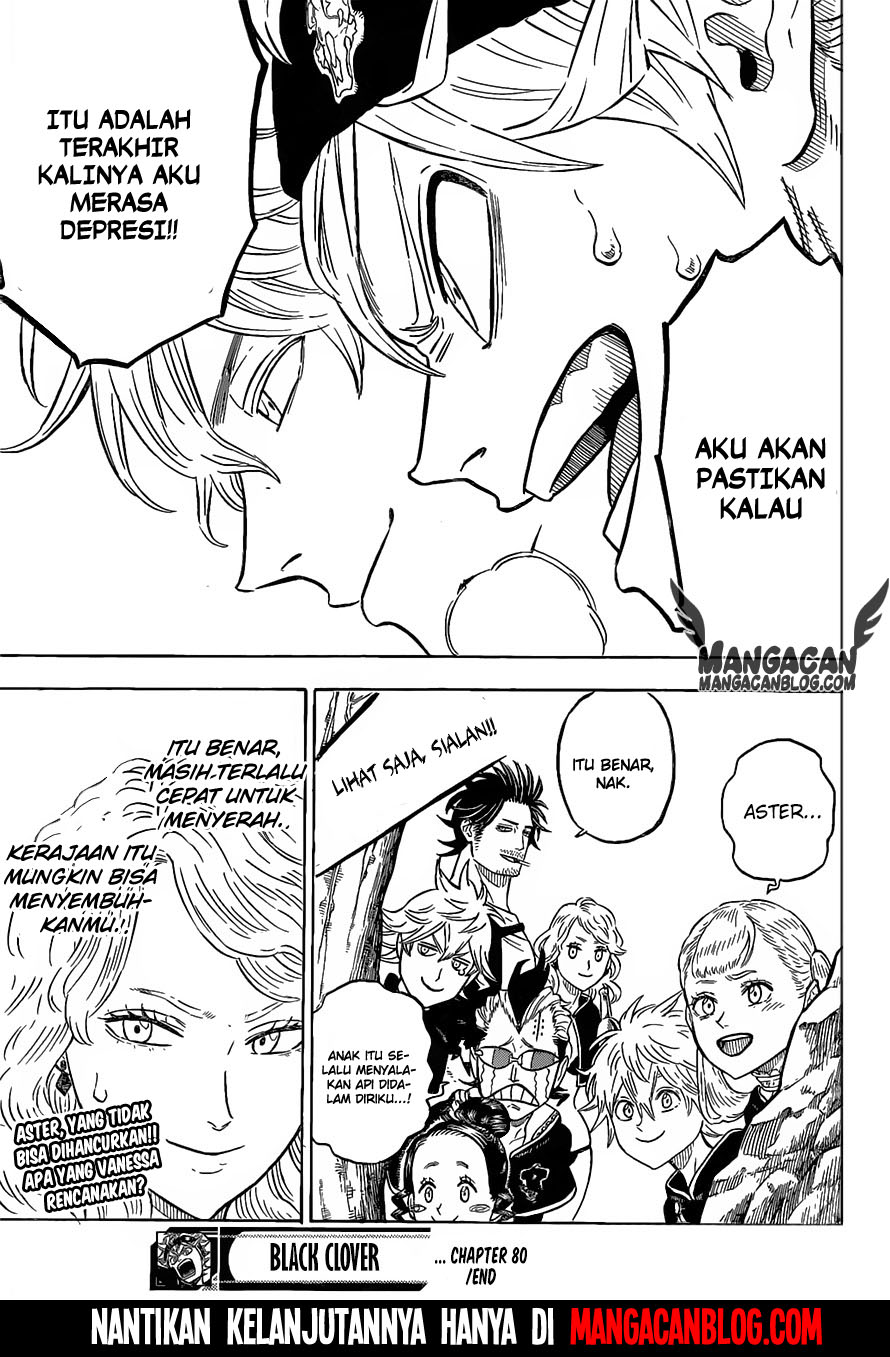 AKU AKAN
PASTIKAN
KALAU
ITU ADALAH
TERAKHIR
KALINYA AKU
MERASA
DEPRESI!!
MANGACAN
MANGACANBLOG.COM
ASTER...
ITU BENAR,
NAK.
LIHAT SAJA, SIALAN!!
ANAK ITU SE-
LALU MENYALA-
KAN API DIDA-
LAM DIRIKU...!
ITU BENAR,
MASIH TERLALU
CEPAT UNTUK
MENYERAH.
KERAJAAN ITU
MUNGKIN BISA
MENYEMBUH-
KANMU.!
ASTER, YANG TIDAK
BISA DIHANCURKAN!!
APA YANG VANESSA
RENCANAKAN?
BLACK CLOVER
... CHAPTER 80
/END
NANTIKAN KELANJUTANNYA HANYA DI MANGACANBLOG.COM